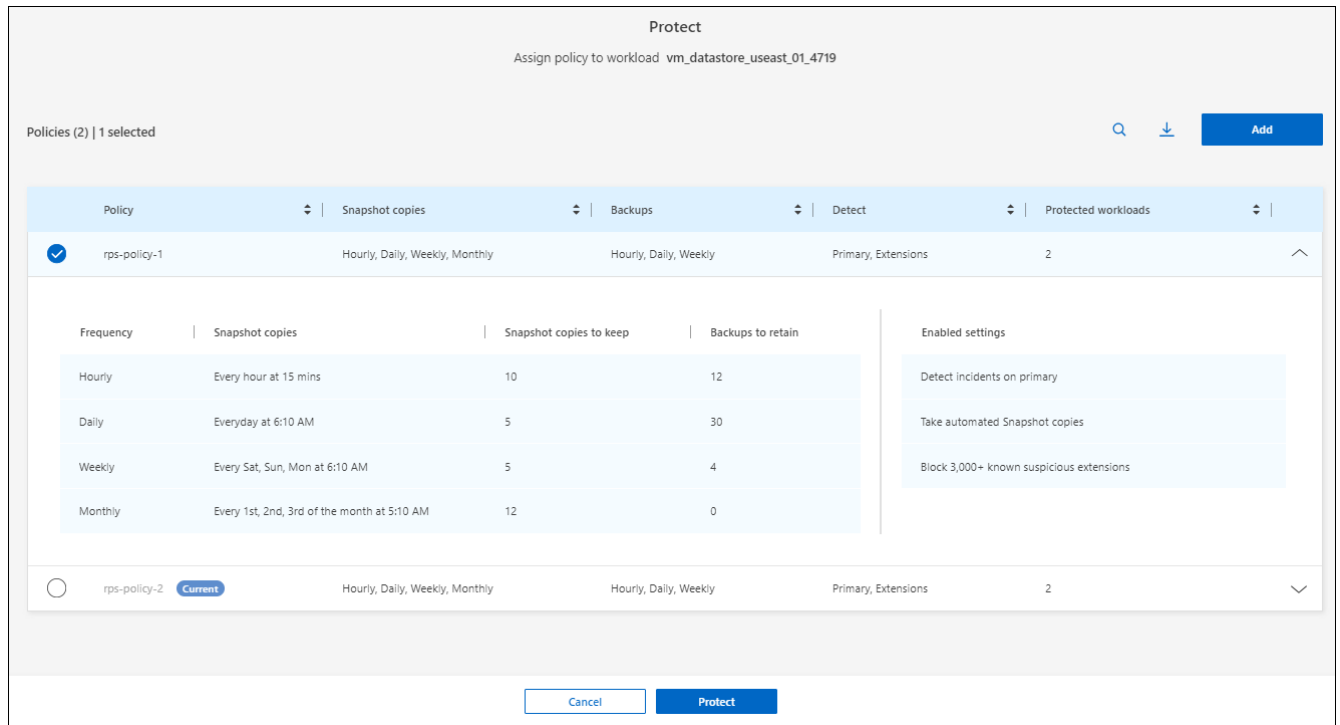 Protect
Assign policy to workload vm_datastore_useast_01_4719
Policies (2) | 1 selected
Add
Policy Snapshot copies Backups Detect Protected workloads
rps-policy-1 Hourly, Daily, Weekly, Monthly Hourly, Daily, Weekly Primary, Extensions 2
Frequency Snapshot copies Snapshot copies to keep Backups to retain Enabled settings
Hourly Every hour at 15 mins 10 12 Detect incidents on primary
Daily Everyday at 6:10 AM 5 30 Take automated Snapshot copies
Weekly Every Sat, Sun, Mon at 6:10 AM 5 4 Block 3,000+ known suspicious extensions
Monthly Every 1st, 2nd, 3rd of the month at 5:10 AM 12 0
rps-policy-2 Current Hourly, Daily, Weekly, Monthly Hourly, Daily, Weekly Primary, Extensions 2
Cancel Protect